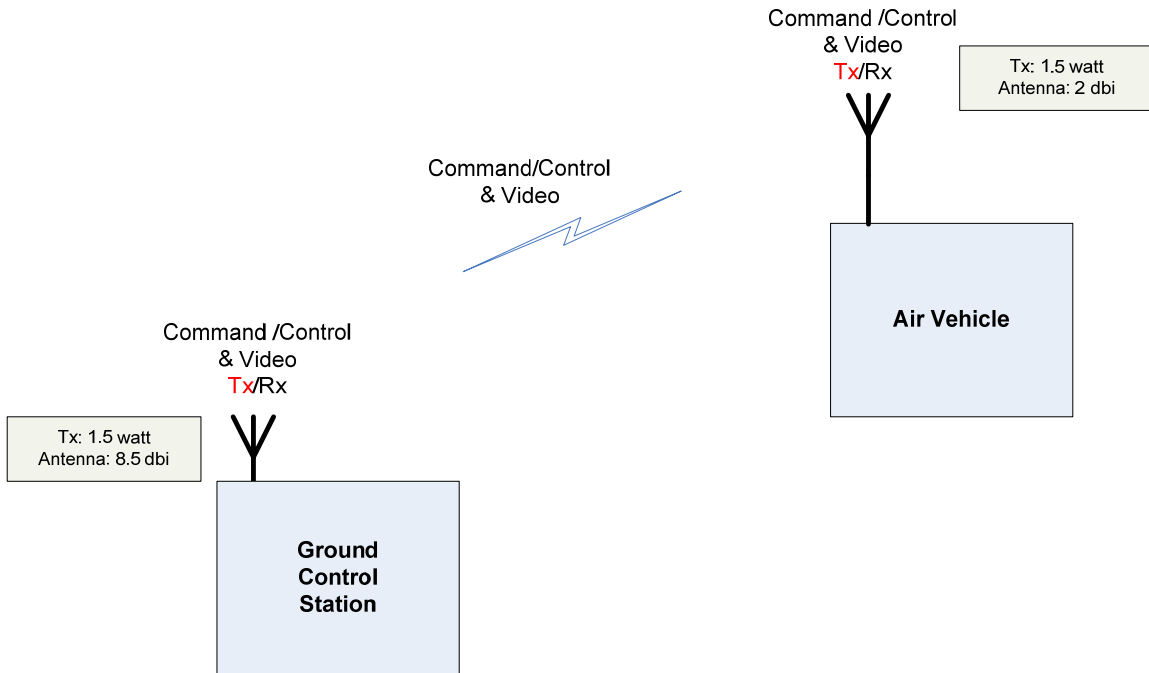 Command /Control
& Video
Tx/Rx
Tx: 1.5 watt
Antenna: 2 dbi
Command/Control
& Video
Air Vehicle
Command /Control
& Video
Tx/Rx
Tx: 1.5 watt
Antenna: 8.5 dbi
Ground
Control
Station